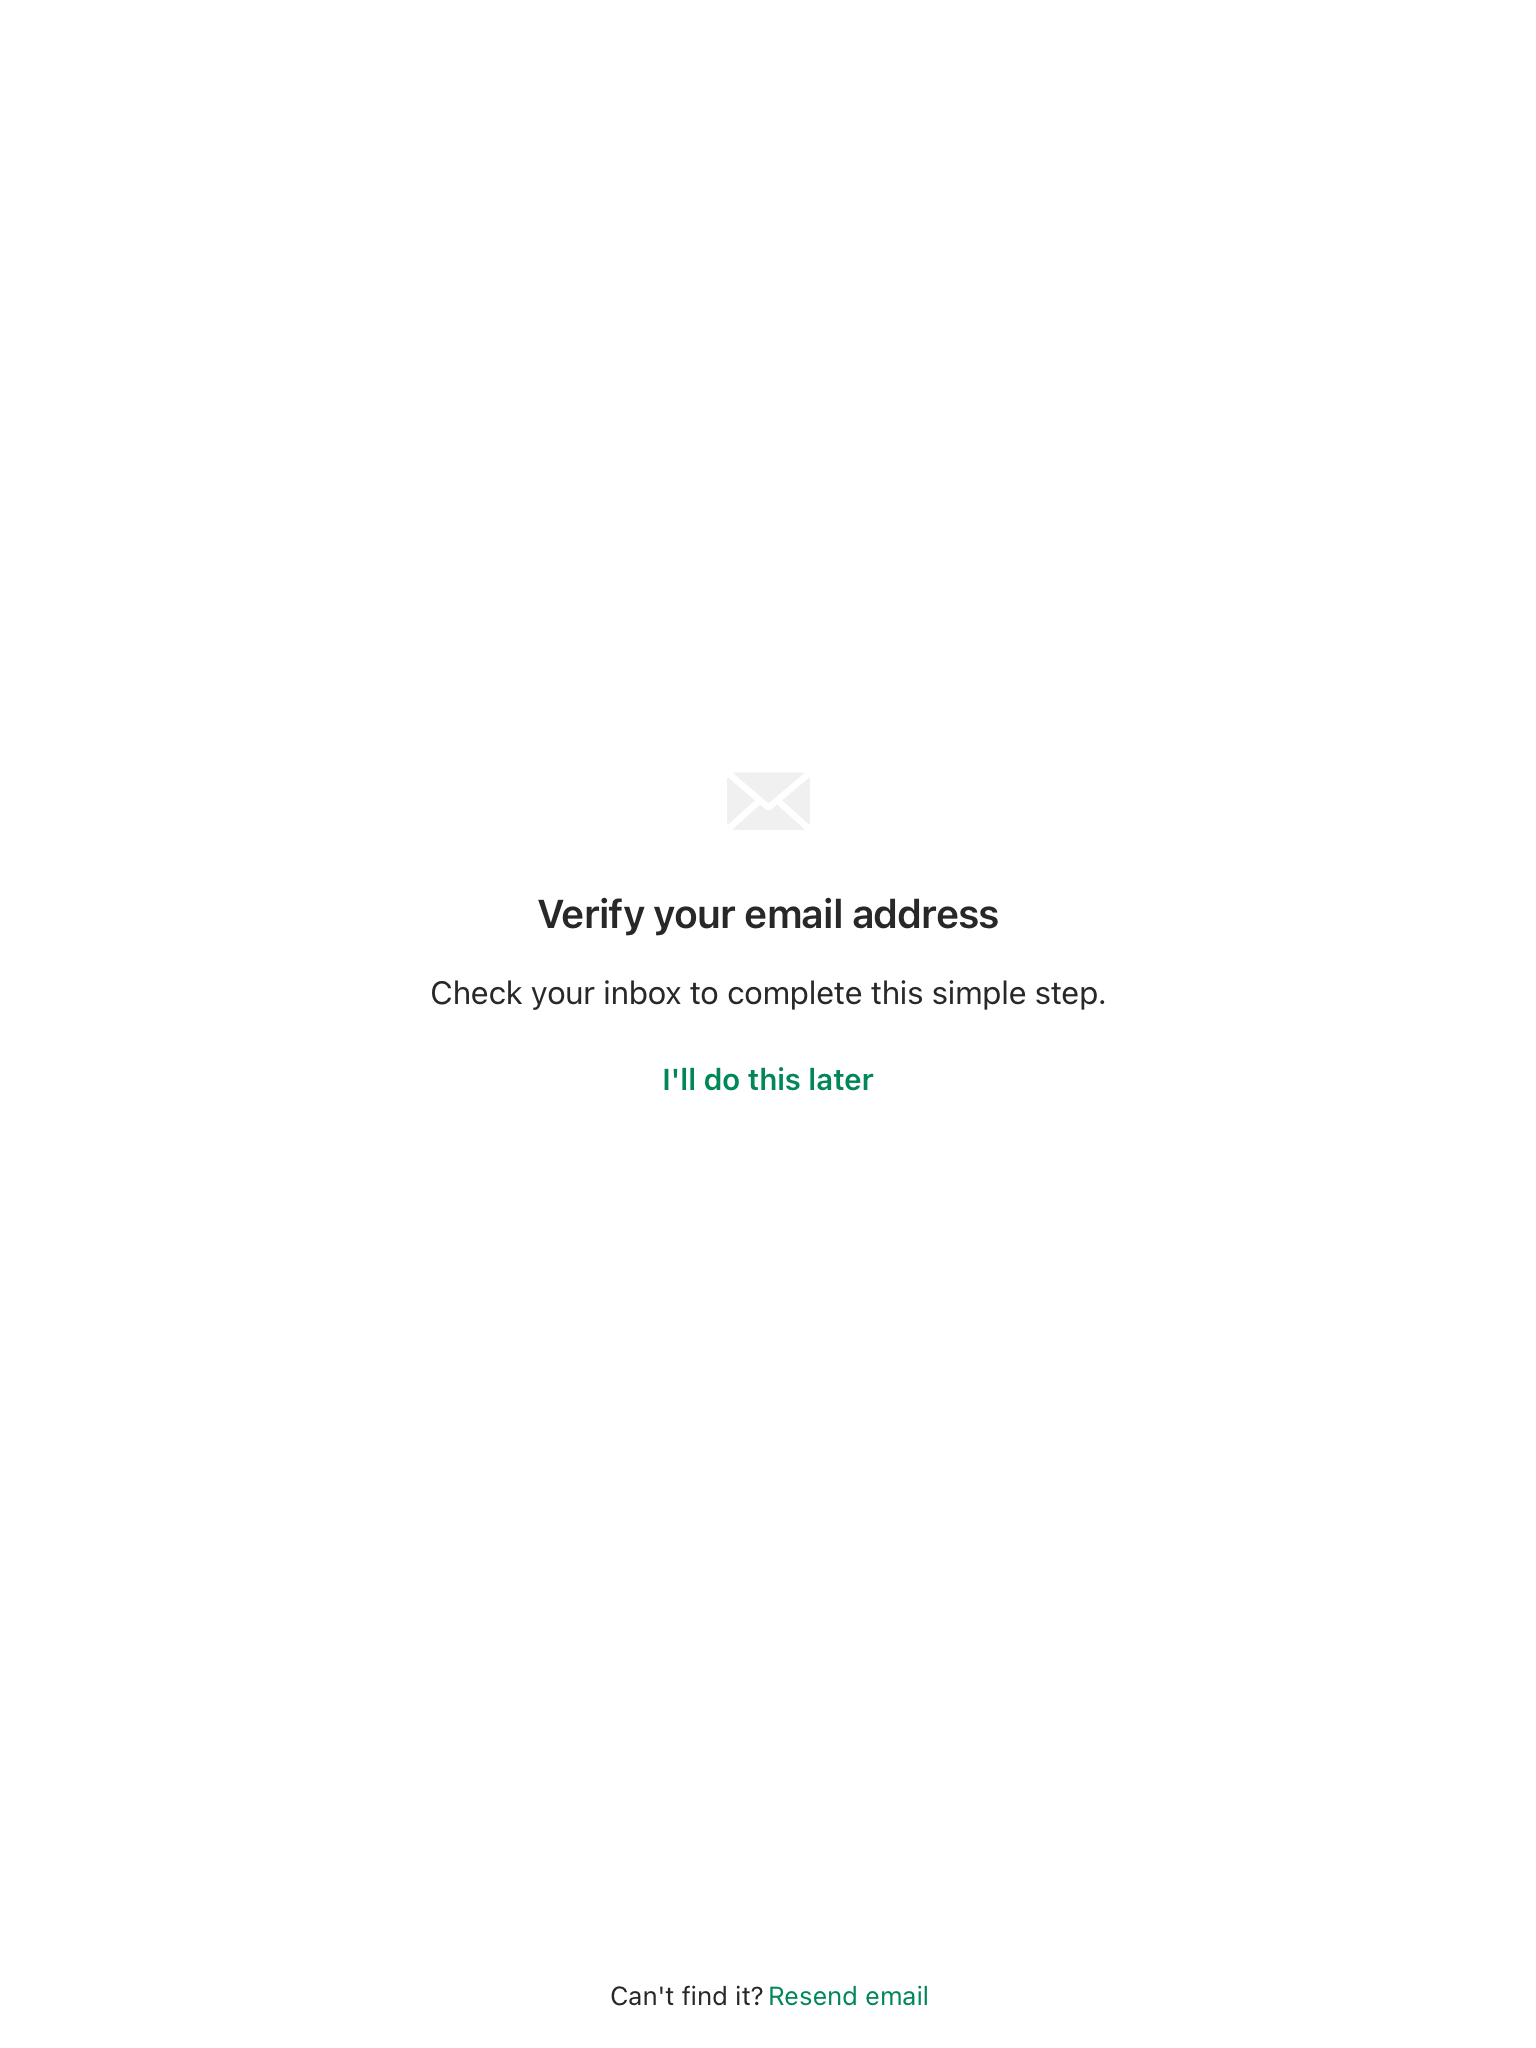 Verify your email address
Check your inbox to complete this simple step.
I'll do this later
Can't find it? Resend email